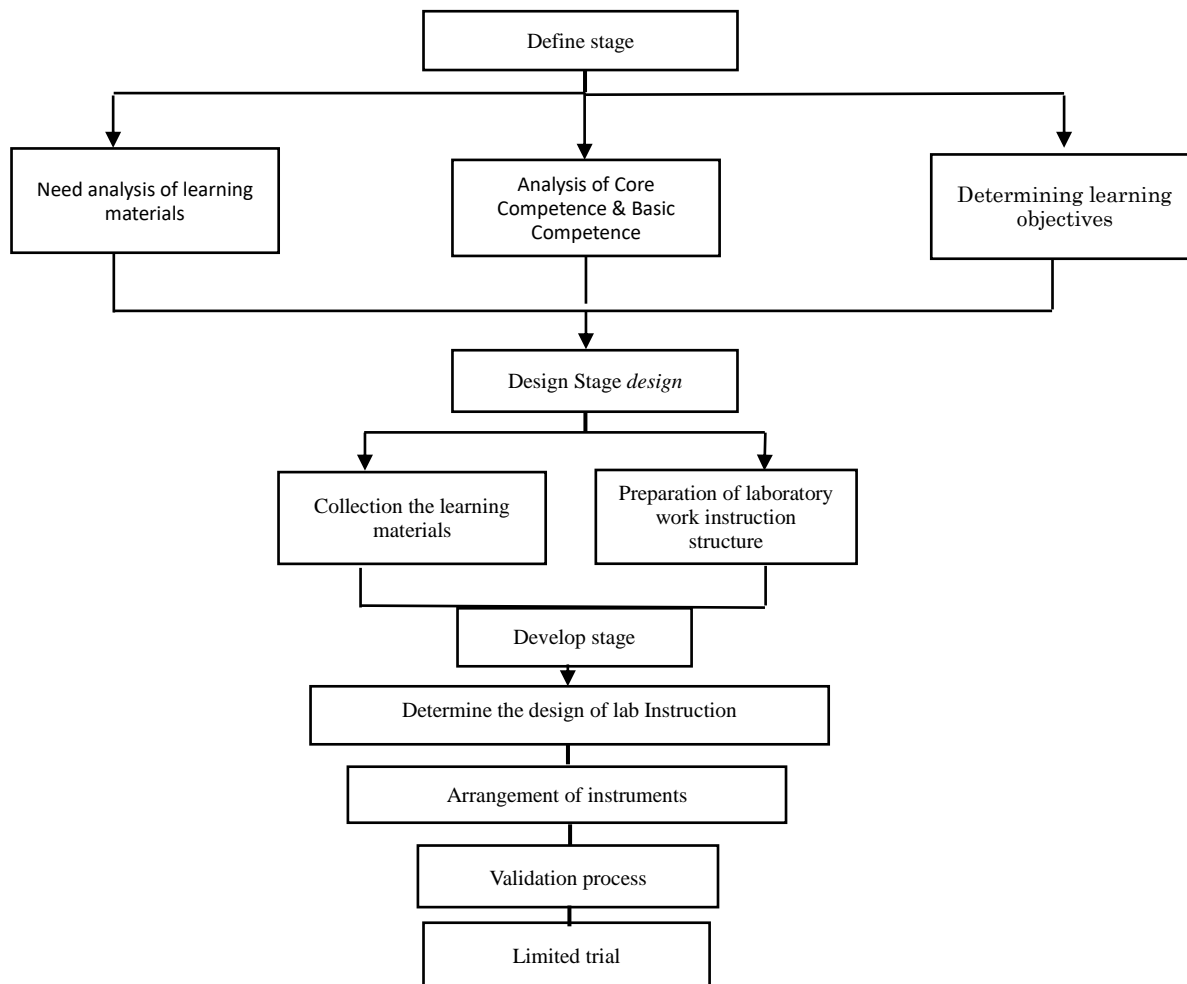 Define stage
Need analysis of learning
materials
Analysis of Core
Competence & Basic
Competence
Determining learning
objectives
Design Stage design
Collection the learning
materials
Preparation of laboratory
work instruction
structure
Develop stage
Determine the design of lab Instruction
Arrangement of instruments
Validation process
Limited trial